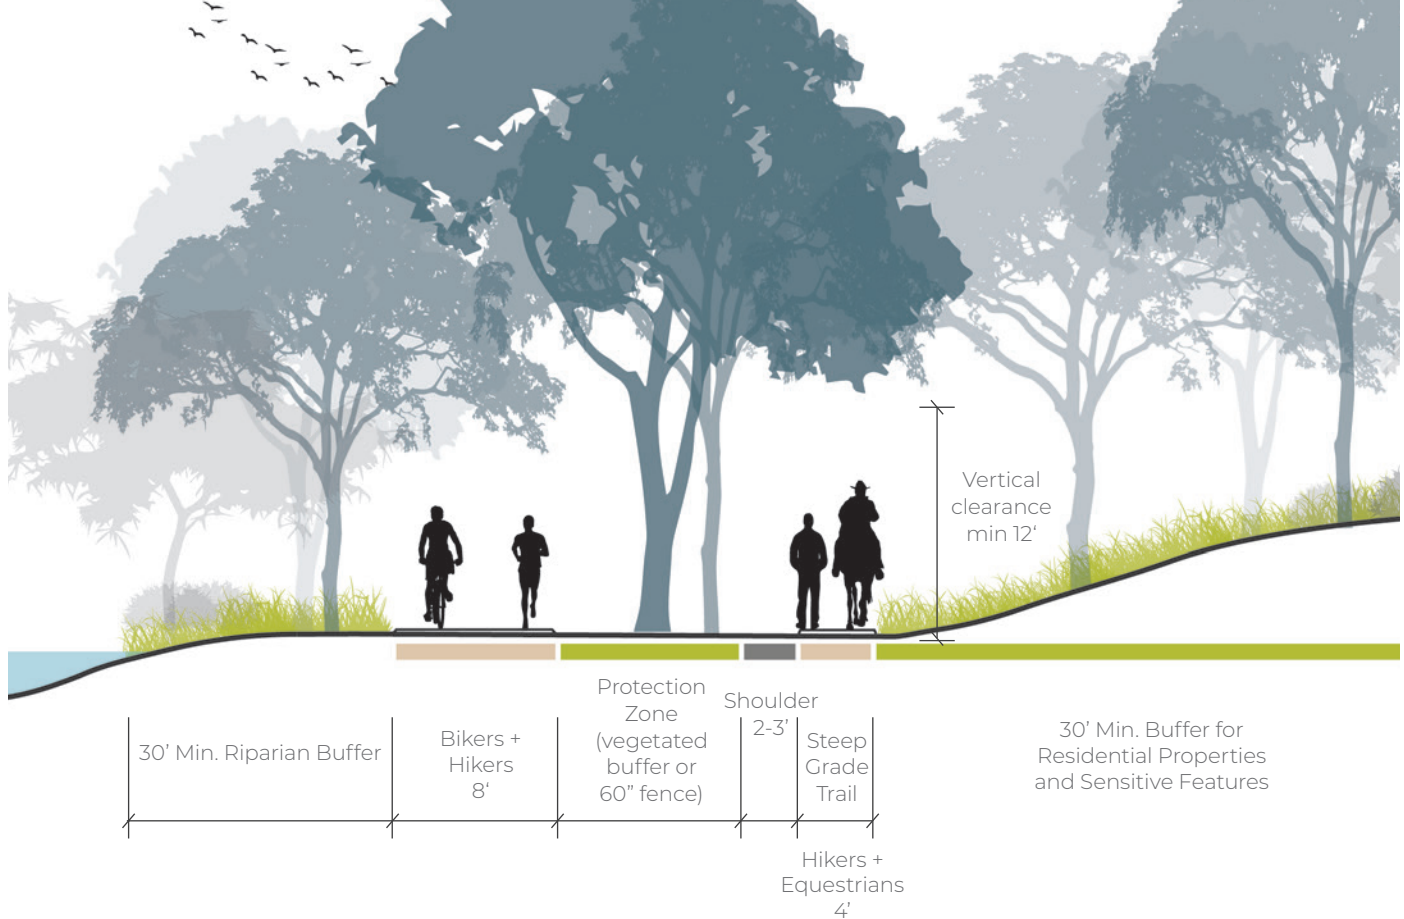 Vertical
clearance
min 12‘
30’ Min. Riparian Buffer
Bikers +
Hikers
8‘
Protection
Zone
(vegetated
buffer or
60” fence)
Shoulder
2-3’
Steep
Grade
Trail
Hikers +
Equestrians
4’
30’ Min. Buffer for
Residential Properties
and Sensitive Features